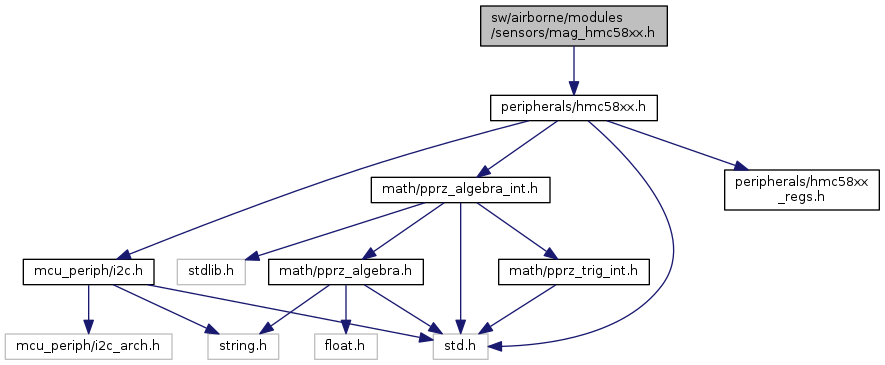 sw/airborne/modules
/sensors/mag_hmc58xx.h
peripherals/hmc58xx.h
math/pprz_algebra_int.h
peripherals/hmc58xx
_regs.h
mcu_periph/i2c.h
stdlib.h
math/pprz_algebra.h
math/pprz_trig_int.h
mcu_periph/i2c_arch.h
string.h
float.h
std.h